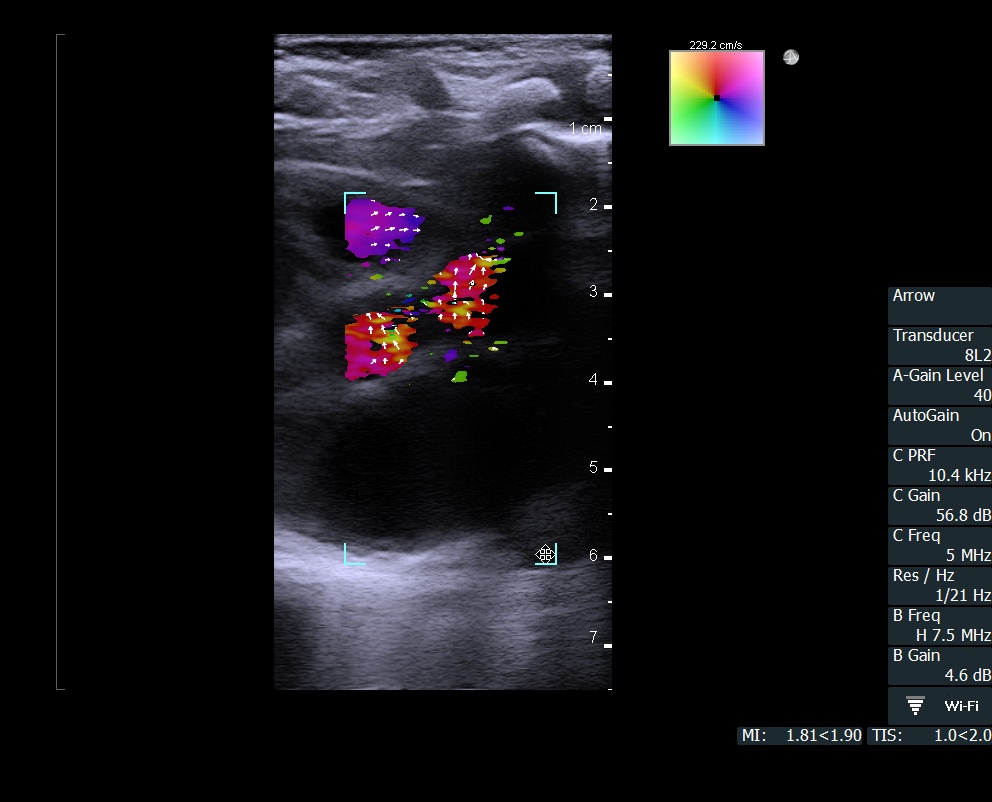 229.2 cm/s
1 cm
2
3
4
5
6
7
Arrow
Transducer
8L2
A-Gain Level
40
AutoGain
On
C PRF
10.4 kHz
C Gain
56.8 dB
C Freq
5 MHz
Res / Hz
1/21 Hz
B Freq
H 7.5 MHz
B Gain
4.6 dB
Wi-Fi
MI: 1.81<1.90 TIS: 1.0<2.0